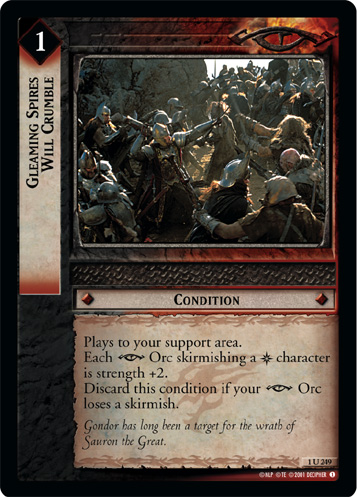 1
GLEAMING SPIRES
WILL CRUMBLE
CONDITION
Plays to your support area.
Each Orc skirmishing a character
is strength +2.
Discard this condition if your Orc
loses a skirmish.
Gondor has long been a target for the wrath of
Sauron the Great.
1 U 249
©NLP ©TE ©2001 DECIPHER